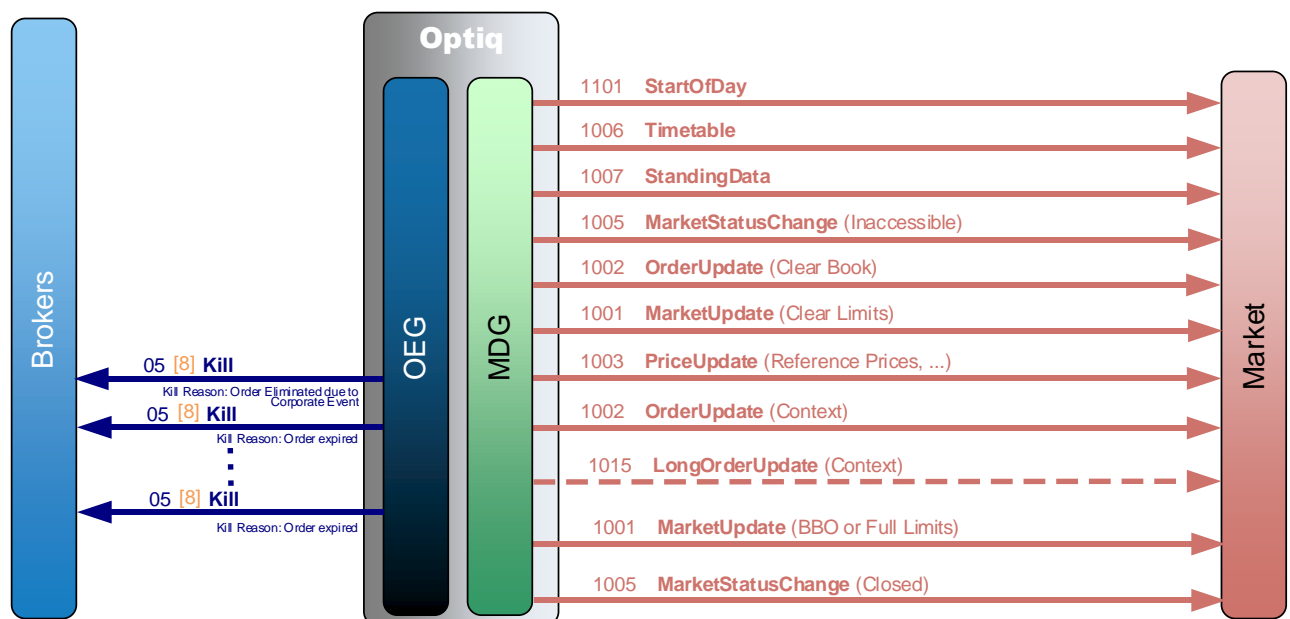 Optiq
Brokers
OEG
MDG
Market
1101 StartOfDay
1006 Timetable
1007 StandingData
1005 MarketStatusChange (Inaccessible)
1002 OrderUpdate (Clear Book)
1001 MarketUpdate (Clear Limits)
1003 PriceUpdate (Reference Prices, ...)
1002 OrderUpdate (Context)
1015 LongOrderUpdate (Context)
1001 MarketUpdate (BBO or Full Limits)
1005 MarketStatusChange (Closed)
05 [8] Kill
Kill Reason: Order Eliminated due to
Corporate Event
05 [8] Kill
Kill Reason: Order expired
05 [8] Kill
Kill Reason: Order expired